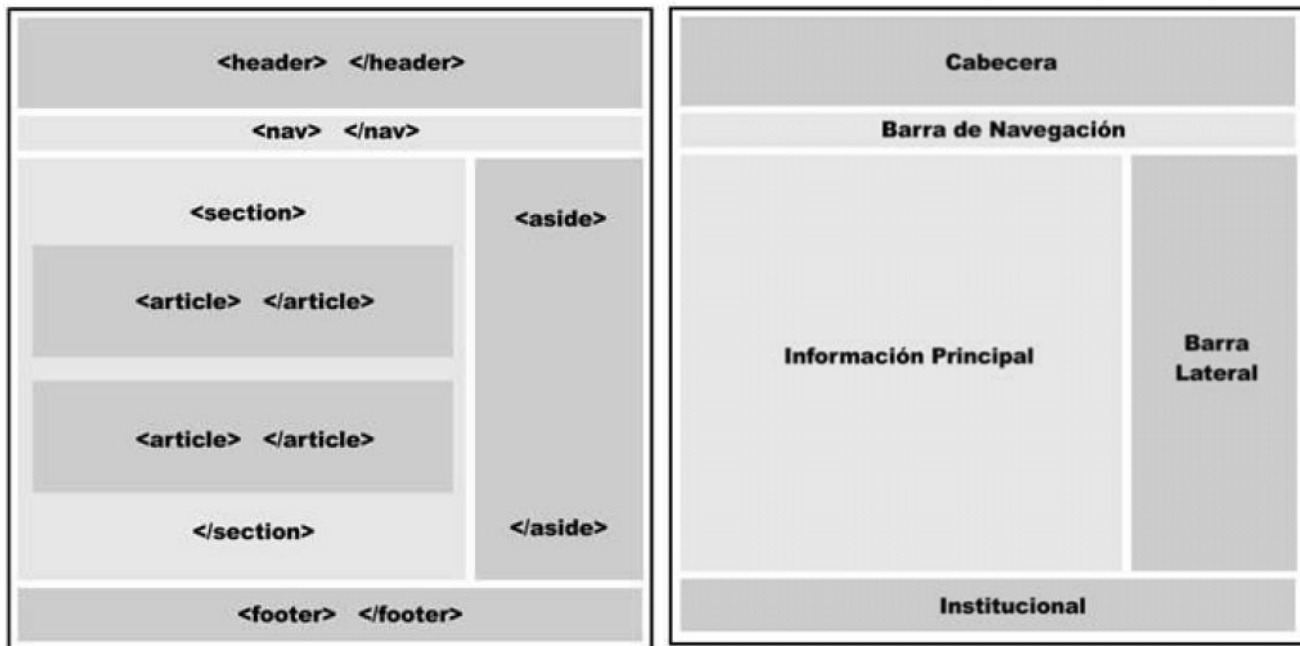 <header> </header>
<nav> </nav>
<section>
<article> </article>
<article> </article>
</section>
<aside>
</aside>
<footer> </footer>
Cabecera
Barra de Navegación
Información Principal
Barra
Lateral
Institucional